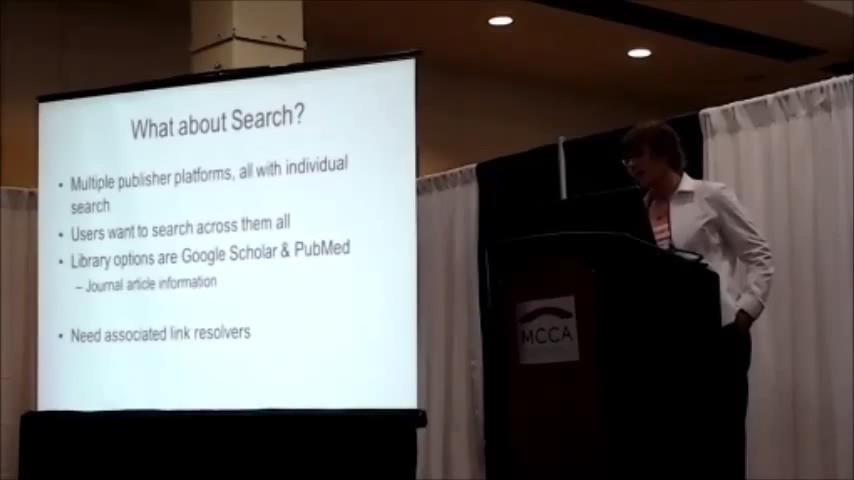 What about Search?
• Multiple publisher platforms, all with individual
search
• Users want to search across them all
• Library options are Google Scholar & PubMed
– Journal article information
• Need associated link resolvers
MCCA